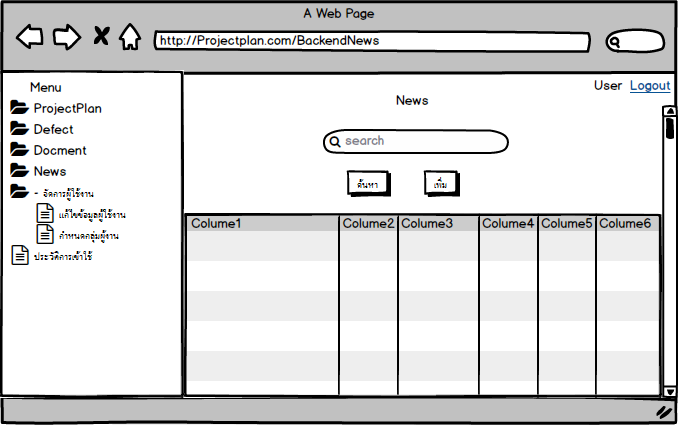 A Web Page
http://Projectplan.com/BackendNews
User Logout
Menu
ProjectPlan
Defect
Docment
News
- จัดการผู้ใช้งาน
แก้ไขข้อมูลผู้ใช้งาน
กำหนดกลุ่มผู้งาน
ประวัติการเข้าใช้
News
search
ค้นหา เพิ่ม
Colume1 Colume2 Colume3 Colume4 Colume5 Colume6